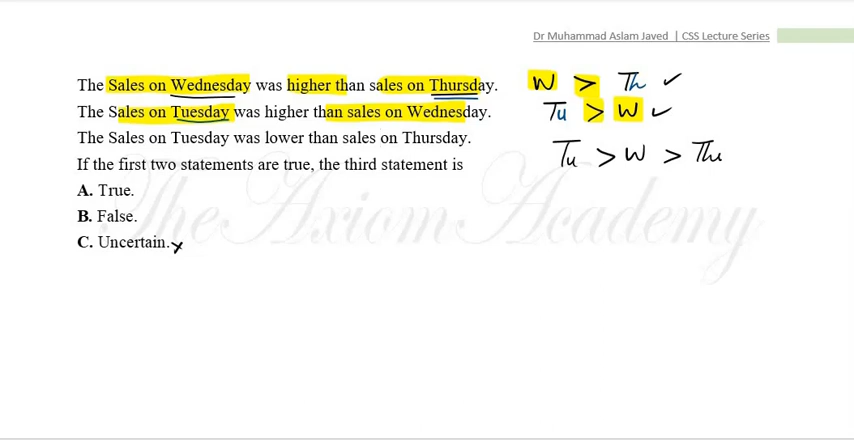 Dr Muhammad Aslam Javed | CSS Lecture Series
The Sales on Wednesday was higher than sales on Thursday. W > Th ✓
The Sales on Tuesday was higher than sales on Wednesday. Tu > W ✓
The Sales on Tuesday was lower than sales on Thursday.
Tu > W > Thu
If the first two statements are true, the third statement is
A. True.
B. False.
C. Uncertain. x
The Axiom Academy